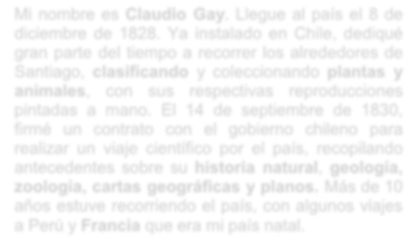 Mi nombre es Claudio Gay. Llegue al país el 8 de
diciembre de 1828. Ya instalado en Chile, dediqué
gran parte del tiempo a recorrer los alrededores de
Santiago, clasificando y coleccionando plantas y
animales, con sus respectivas reproducciones
pintadas a mano. El 14 de septiembre de 1830,
firmé un contrato con el gobierno chileno para
realizar un viaje científico por el país, recopilando
antecedentes sobre su historia natural, geología,
zoología, cartas geográficas y planos. Más de 10
años estuve recorriendo el país, con algunos viajes
a Perú y Francia que era mi país natal.